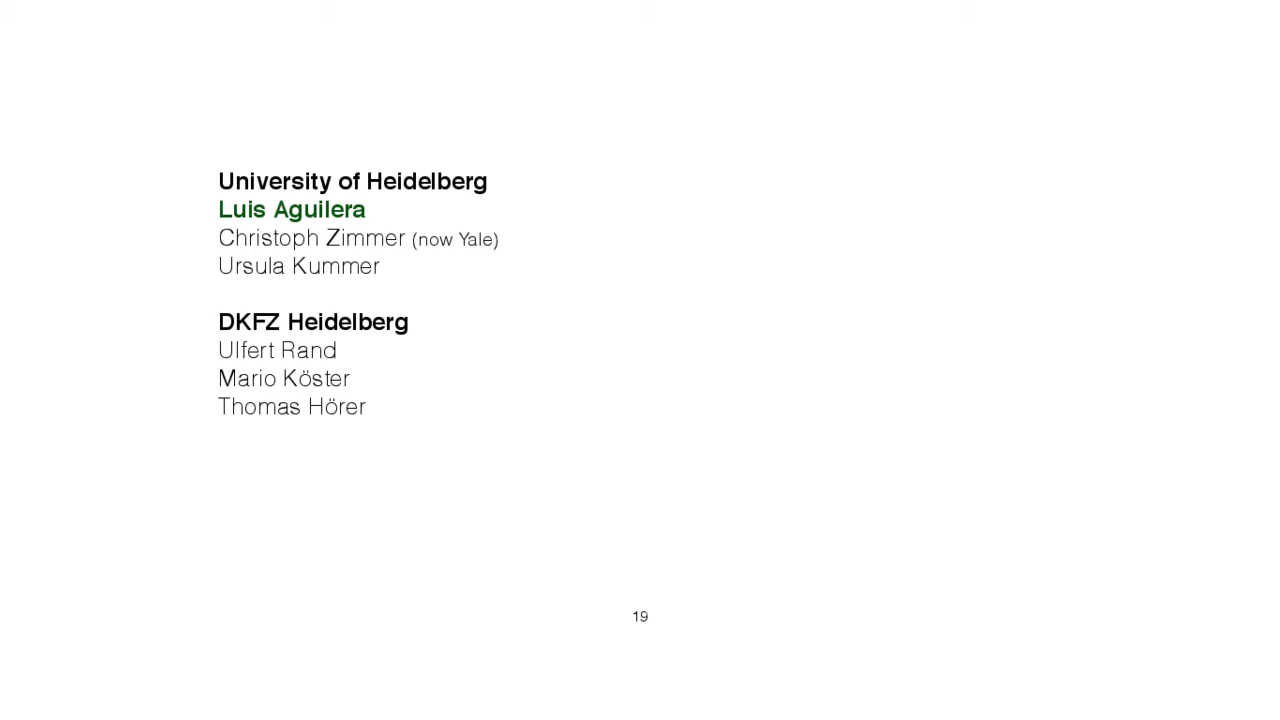 University of Heidelberg
Luis Aguilera
Christoph Zimmer (now Yale)
Ursula Kummer
DKFZ Heidelberg
Ulfert Rand
Mario Köster
Thomas Hörer
19